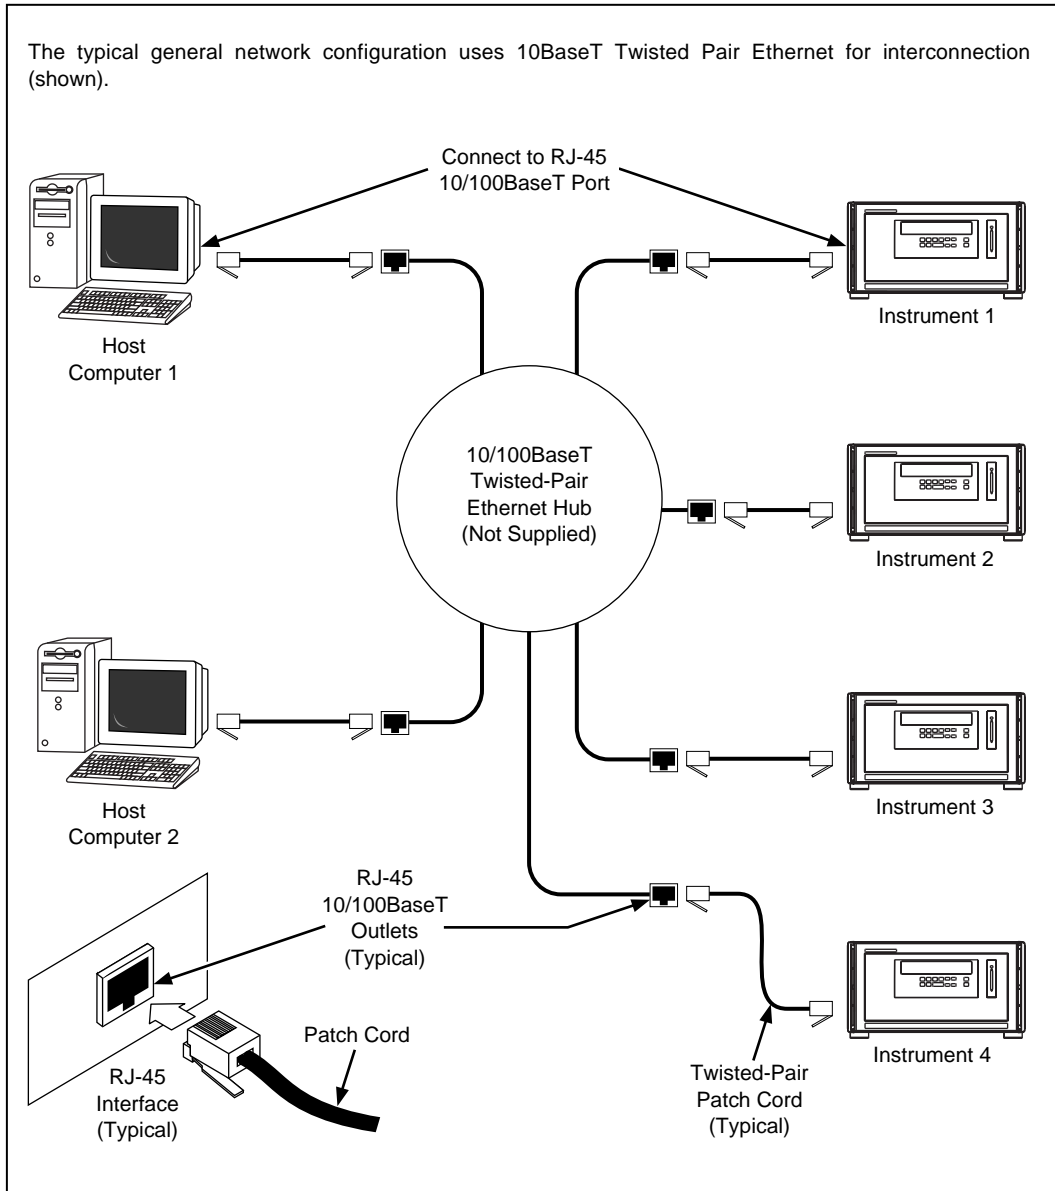 The typical general network configuration uses 10BaseT Twisted Pair Ethernet for interconnection
(shown).
Connect to RJ-45
10/100BaseT Port
Host
Computer 1
Instrument 1
10/100BaseT
Twisted-Pair
Ethernet Hub
(Not Supplied)
Instrument 2
Host
Computer 2
Instrument 3
RJ-45
10/100BaseT
Outlets
(Typical)
Patch Cord
RJ-45
Interface
(Typical)
Instrument 4
Twisted-Pair
Patch Cord
(Typical)